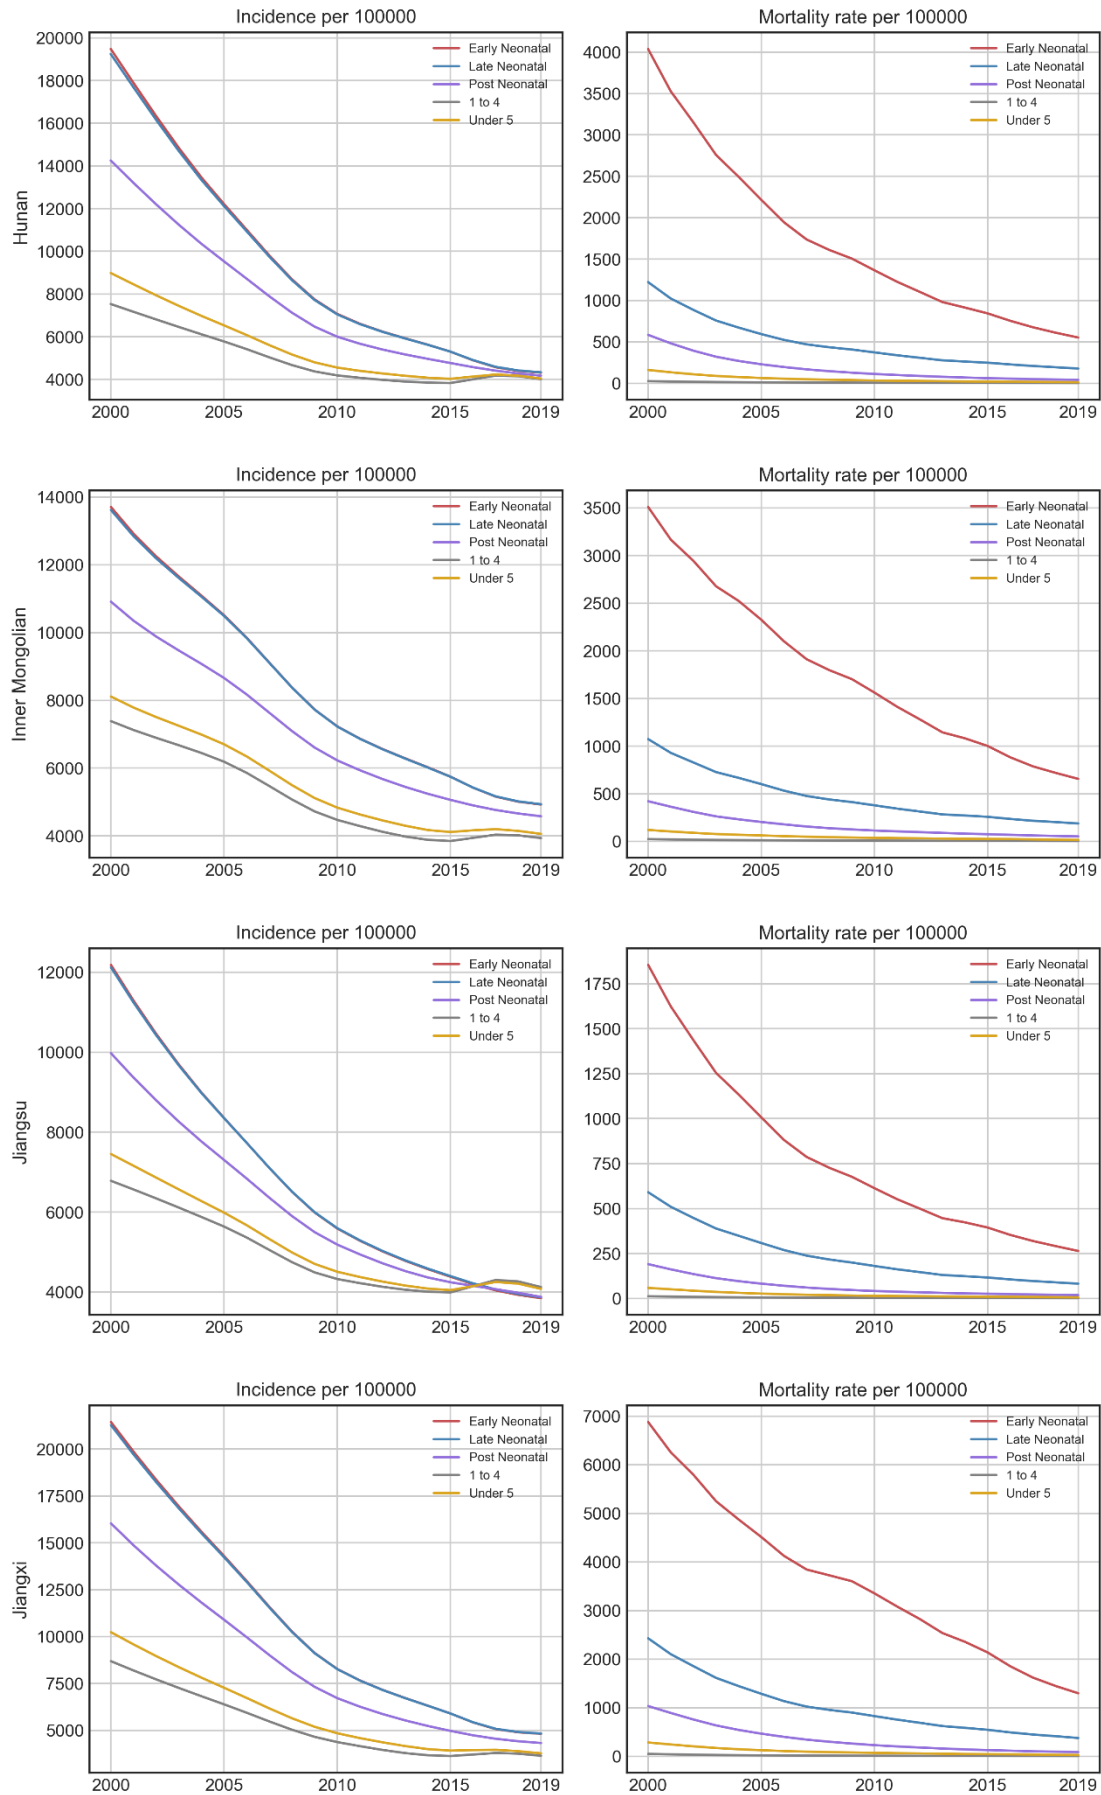 Incidence per 100000
Mortality rate per 100000
Hunan
20000
18000
16000
14000
12000
10000
8000
6000
4000
2000
2005
2010
2015
2019
Early Neonatal
Late Neonatal
Post Neonatal
1 to 4
Under 5
4000
3500
3000
2500
2000
1500
1000
500
0
2000
2005
2010
2015
2019
Early Neonatal
Late Neonatal
Post Neonatal
1 to 4
Under 5
Incidence per 100000
Mortality rate per 100000
Inner Mongolian
14000
12000
10000
8000
6000
4000
2000
2005
2010
2015
2019
Early Neonatal
Late Neonatal
Post Neonatal
1 to 4
Under 5
3500
3000
2500
2000
1500
1000
500
0
2000
2005
2010
2015
2019
Early Neonatal
Late Neonatal
Post Neonatal
1 to 4
Under 5
Incidence per 100000
Mortality rate per 100000
Jiangsu
12000
10000
8000
6000
4000
2000
2005
2010
2015
2019
Early Neonatal
Late Neonatal
Post Neonatal
1 to 4
Under 5
1750
1500
1250
1000
750
500
250
0
2000
2005
2010
2015
2019
Early Neonatal
Late Neonatal
Post Neonatal
1 to 4
Under 5
Incidence per 100000
Mortality rate per 100000
Jiangxi
20000
17500
15000
12500
10000
7500
5000
2000
2005
2010
2015
2019
Early Neonatal
Late Neonatal
Post Neonatal
1 to 4
Under 5
7000
6000
5000
4000
3000
2000
1000
0
2000
2005
2010
2015
2019
Early Neonatal
Late Neonatal
Post Neonatal
1 to 4
Under 5